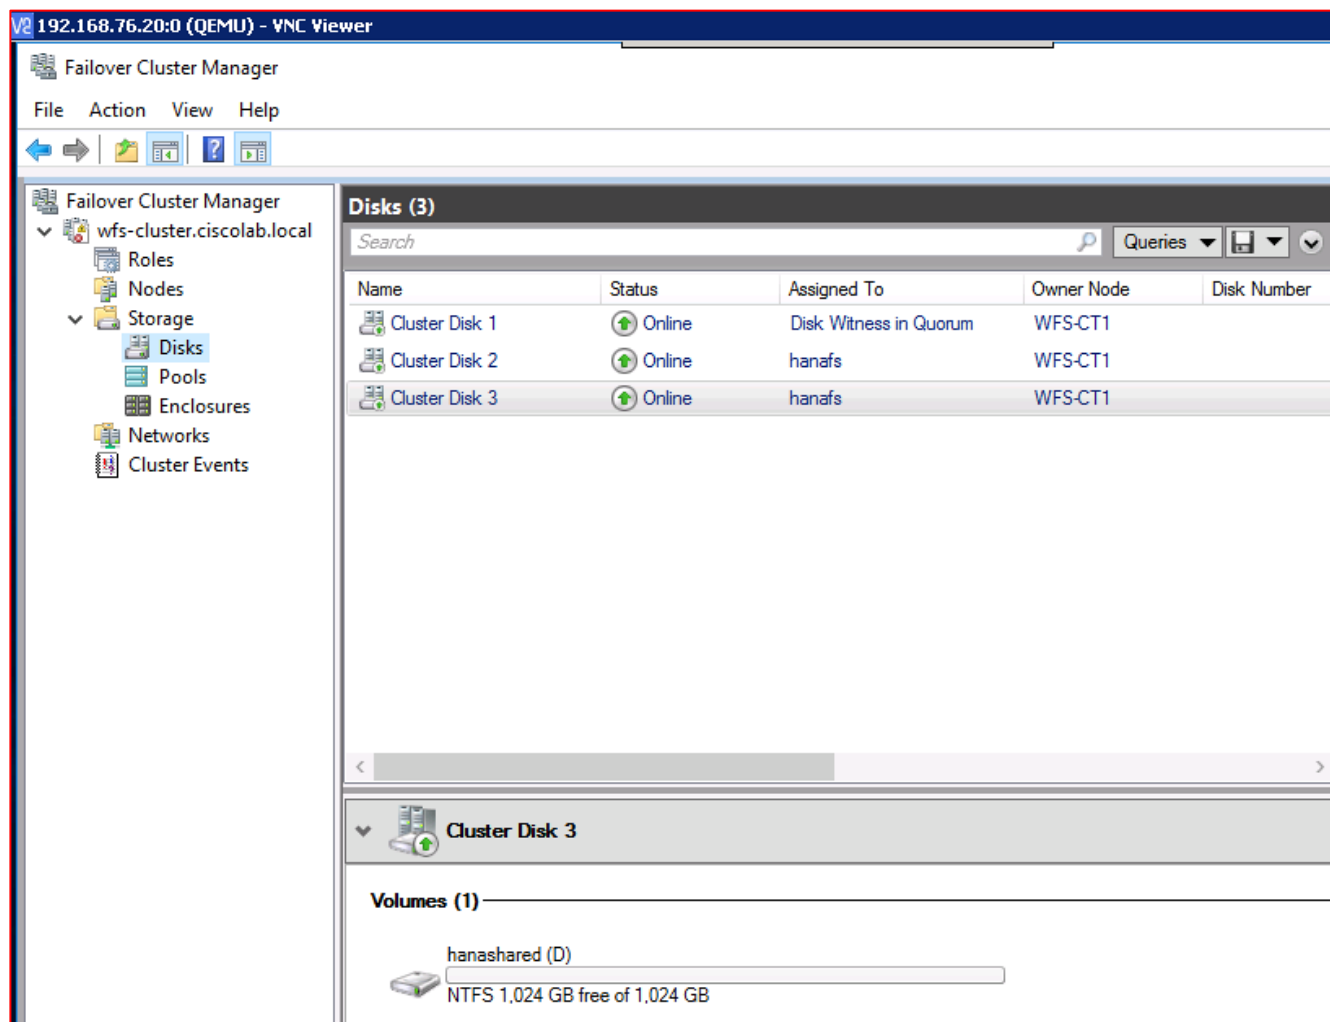 192.168.76.20:0 (QEMU) - VNC Viewer
Failover Cluster Manager
File Action View Help
Failover Cluster Manager
wfs-cluster.ciscolab.local
Roles
Nodes
Storage
Disks
Pools
Enclosures
Networks
Cluster Events
Disks (3)
Search
Queries
Name Status Assigned To Owner Node Disk Number
Cluster Disk 1 Online Disk Witness in Quorum WFS-CT1
Cluster Disk 2 Online hanafs WFS-CT1
Cluster Disk 3 Online hanafs WFS-CT1
Cluster Disk 3
Volumes (1)
hanashared (D)
NTFS 1,024 GB free of 1,024 GB